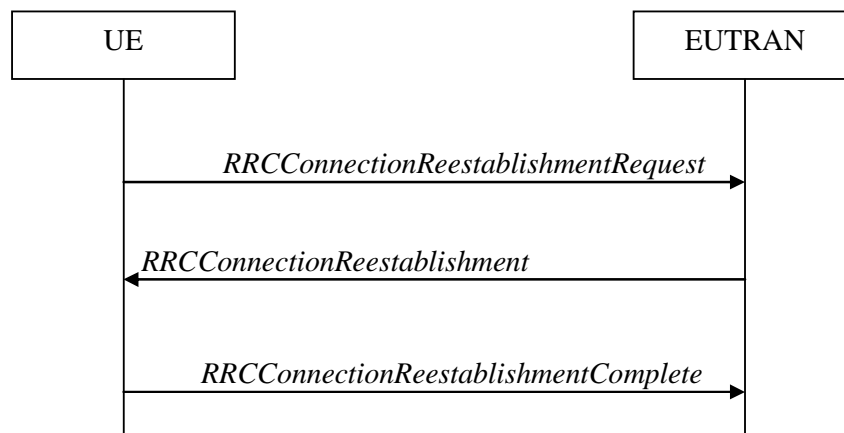 UE
EUTRAN
RRCConnectionReestablishmentRequest
RRCConnectionReestablishment
RRCConnectionReestablishmentComplete